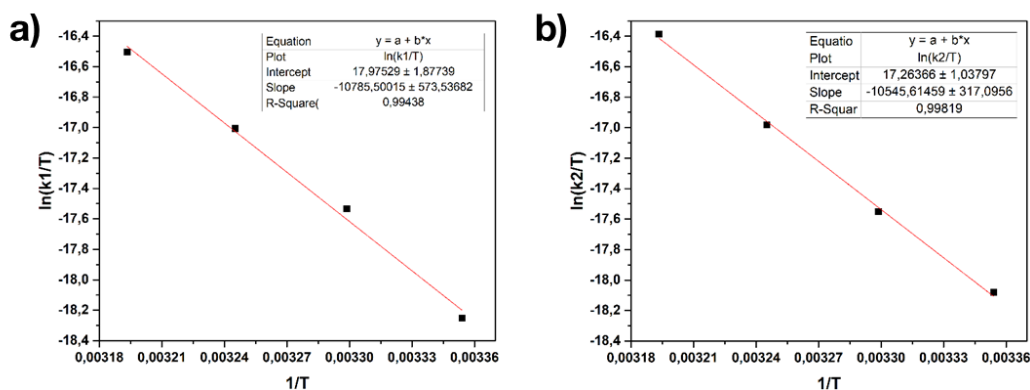 a)
-16,4
-16,6
-16,8
-17,0
-17,2
-17,4
-17,6
-17,8
-18,0
-18,2
-18,4
ln(k1/T)
Equation y = a + b*x
Plot ln(k1/T)
Intercept 17,97529 ± 1,87739
Slope -10785,50015 ± 573,53682
R-Square( 0,99438
0,00318 0,00321 0,00324 0,00327 0,00330 0,00333 0,00336
1/T
b)
-16,4
-16,6
-16,8
-17,0
-17,2
-17,4
-17,6
-17,8
-18,0
-18,2
-18,4
ln(k2/T)
Equatio y = a + b*x
Plot ln(k2/T)
Intercept 17,26366 ± 1,03797
Slope -10545,61459 ± 317,0956
R-Squar 0,99819
0,00318 0,00321 0,00324 0,00327 0,00330 0,00333 0,00336
1/T